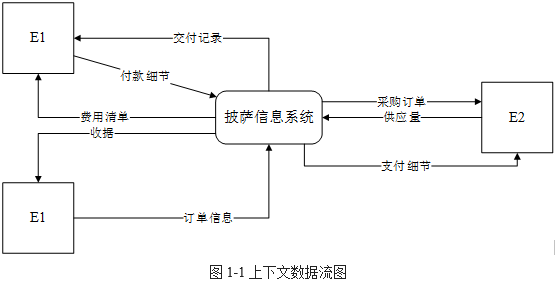 E1
交付记录
付款细节
披萨信息系统
费用清单
收据
采购订单
供应量
E2
支付细节
E1
订单信息
图 1-1 上下文数据流图